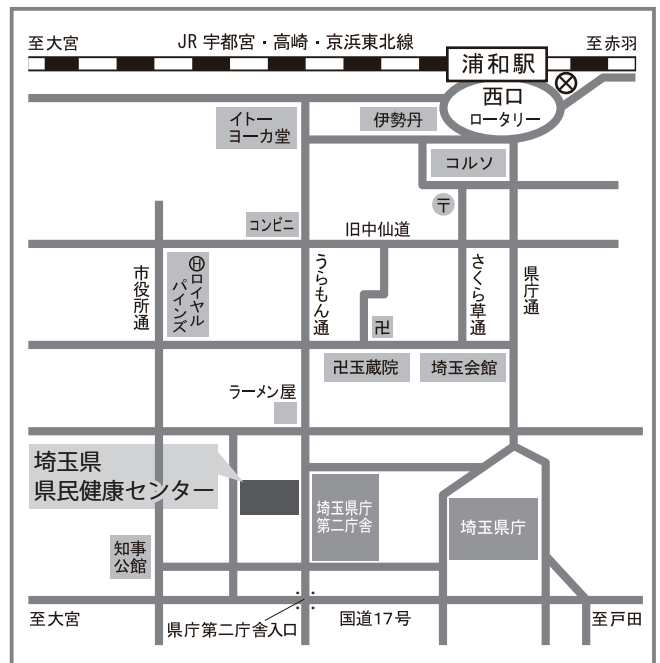 JR 宇都宮・高崎・京浜東北線
至大宮
至赤羽
浦和駅
西口
ロータリー
イトー
ヨーカ堂
伊勢丹
コルソ
〒
コンビニ
旧中仙道
市役所通
Ⓗロイヤル
パインズ
うらもん通
さくら草通
県庁通
卍
卍玉蔵院
埼玉会館
ラーメン屋
埼玉県
県民健康センター
埼玉県庁
第二庁舎
埼玉県庁
知事
公館
至大宮
県庁第二庁舎入口
国道17号
至戸田